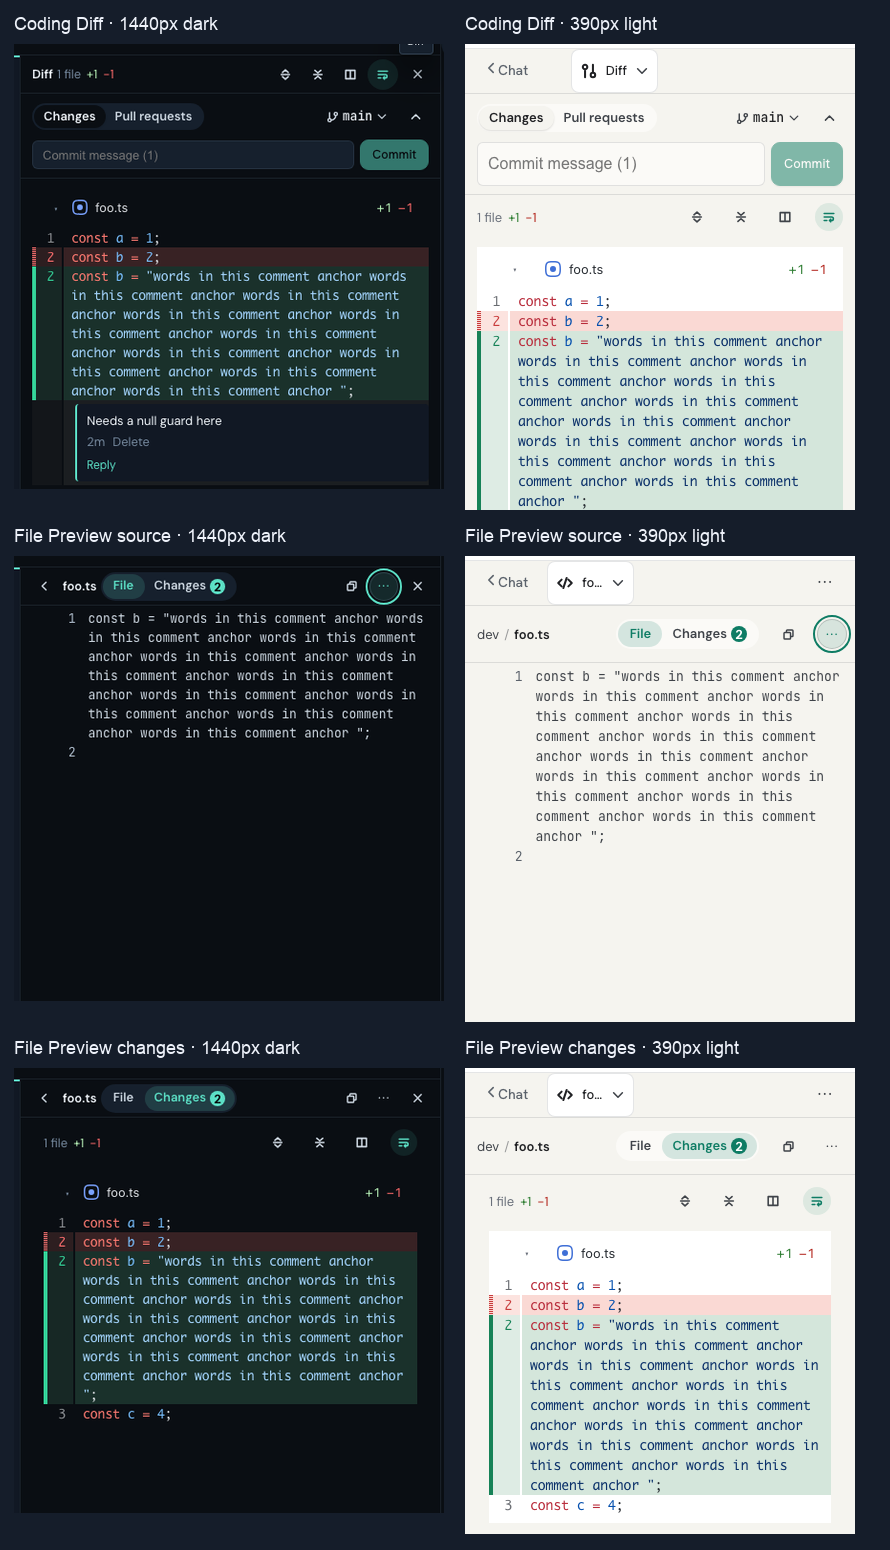 Coding Diff · 1440px dark
Diff 1 file +1 −1
Changes Pull requests main
Commit message (1) Commit
foo.ts +1 −1
1 const a = 1;
2 const b = 2;
2 const b = "words in this comment anchor words
in this comment anchor words in this comment
anchor words in this comment anchor words in
this comment anchor words in this comment
anchor words in this comment anchor words in
this comment anchor words in this comment
anchor words in this comment anchor ";
Needs a null guard here
2m Delete
Reply
Coding Diff · 390px light
Chat Diff
Changes Pull requests main
Commit message (1) Commit
1 file +1 −1
foo.ts +1 −1
1 const a = 1;
2 const b = 2;
2 const b = "words in this comment anchor
words in this comment anchor words in
this comment anchor words in this
comment anchor words in this comment
anchor words in this comment anchor
words in this comment anchor words in
this comment anchor words in this
comment anchor words in this comment
anchor ";
File Preview source · 1440px dark
foo.ts File Changes 2 ...
1 const b = "words in this comment anchor words
in this comment anchor words in this comment
anchor words in this comment anchor words in
this comment anchor words in this comment
anchor words in this comment anchor words in
this comment anchor words in this comment
anchor words in this comment anchor ";
2
File Preview source · 390px light
Chat fo... ...
dev / foo.ts File Changes 2 ...
1 const b = "words in this comment anchor
words in this comment anchor words in
this comment anchor words in this
comment anchor words in this comment
anchor words in this comment anchor
words in this comment anchor words in
this comment anchor words in this
comment anchor words in this comment
anchor ";
2
File Preview changes · 1440px dark
foo.ts File Changes 2 ...
1 file +1 −1
foo.ts +1 −1
1 const a = 1;
2 const b = 2;
2 const b = "words in this comment anchor
words in this comment anchor words in this
comment anchor words in this comment anchor
words in this comment anchor words in this
comment anchor words in this comment anchor
words in this comment anchor words in this
comment anchor words in this comment anchor
";
3 const c = 4;
File Preview changes · 390px light
Chat fo... ...
dev / foo.ts File Changes 2 ...
1 file +1 −1
foo.ts +1 −1
1 const a = 1;
2 const b = 2;
2 const b = "words in this comment
anchor words in this comment anchor
words in this comment anchor words in
this comment anchor words in this
comment anchor words in this comment
anchor words in this comment anchor
words in this comment anchor words in
this comment anchor words in this
comment anchor ";
3 const c = 4;